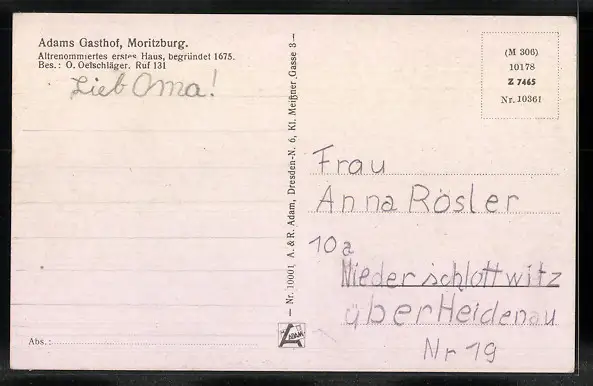 Adams Gasthof, Moritzburg.
Altrenommiertes erstes Haus, begründet 1675.
Bes.: O. Oelschläger. Ruf 131
Lieb Oma!
Abs.:
— Nr. 10001 A. & R. Adam, Dresden-N. 6, Kl. Meißner Gasse 3 —
ADAM
(M 306)
10178
Z 7465
Nr. 10361
Frau
Anna Rösler
10a
Niederschlottwitz
über Heidenau
Nr 19